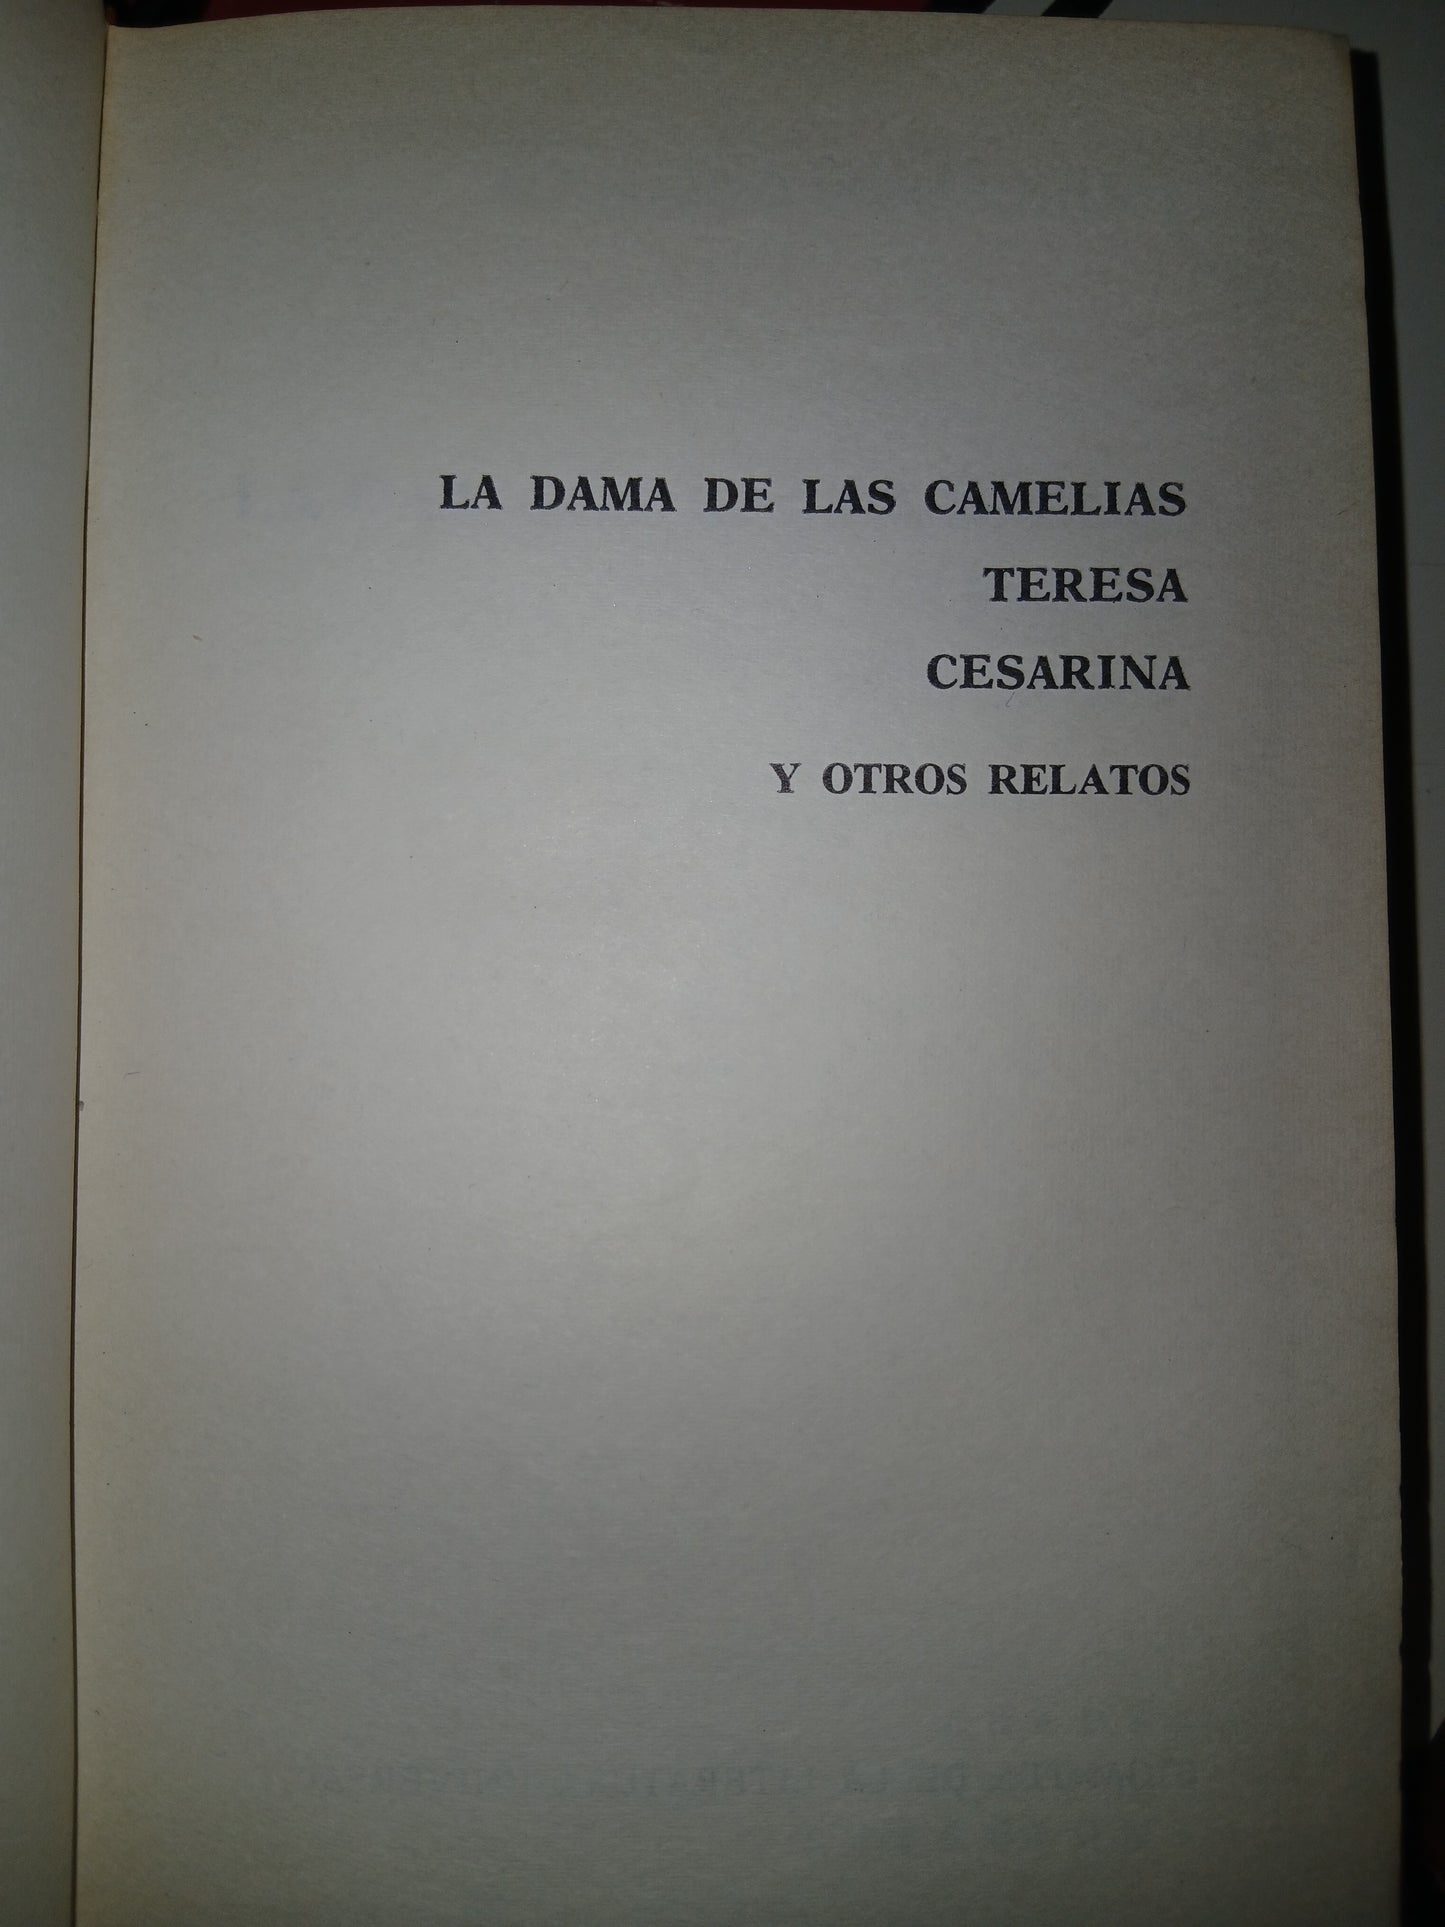 LA DAMA DE LAS CAMELIAS
TERESA
CESARINA
Y OTROS RELATOS